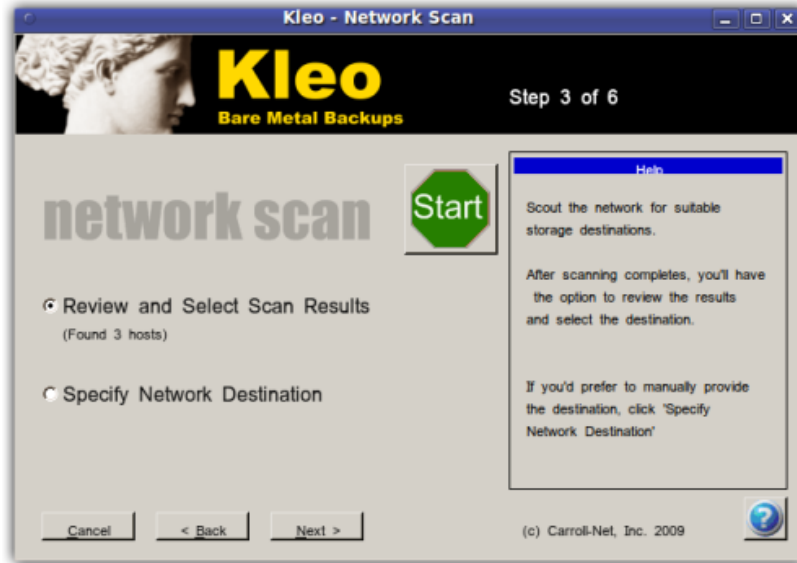 Kleo - Network Scan
Kleo
Bare Metal Backups
Step 3 of 6
network scan
Start
Review and Select Scan Results
(Found 3 hosts)
Specify Network Destination
Help
Scout the network for suitable
storage destinations.
After scanning completes, you'll have
the option to review the results
and select the destination.
If you'd prefer to manually provide
the destination, click 'Specify
Network Destination'
Cancel
< Back
Next >
(c) Carroll-Net, Inc. 2009
?